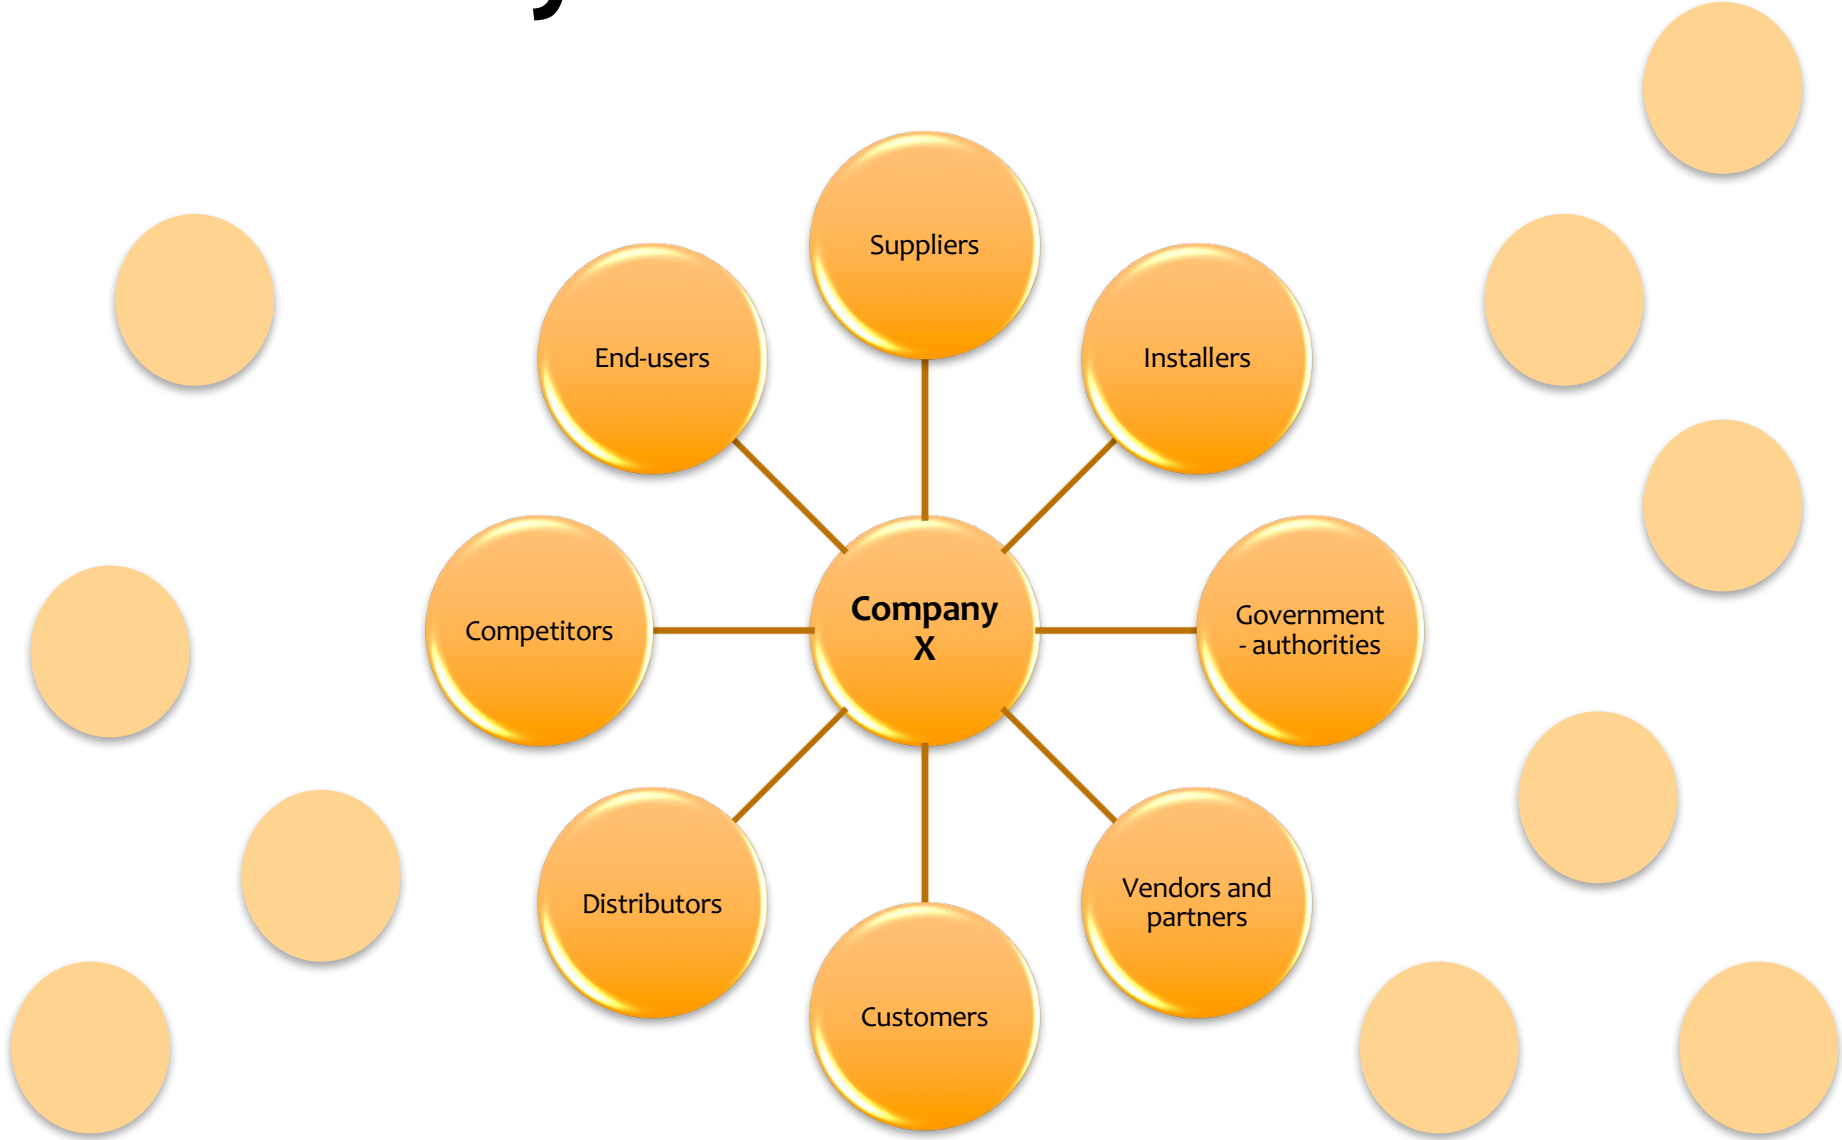 Suppliers
End-users
Installers
Competitors
Company
X
Government
- authorities
Distributors
Vendors and
partners
Customers